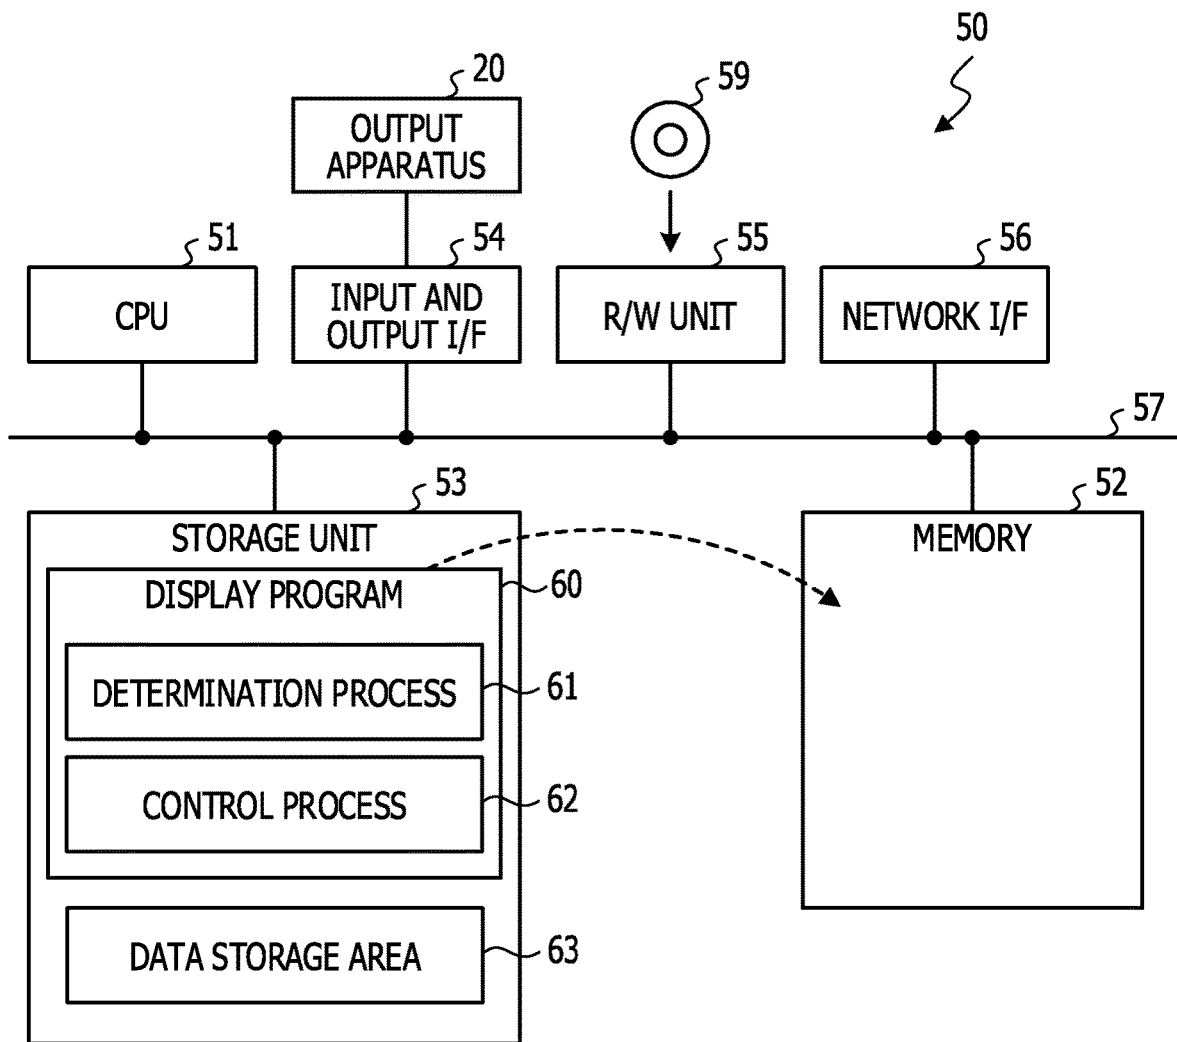 50
20
59
OUTPUT
APPARATUS
51
54
55
56
CPU
INPUT AND
OUTPUT I/F
R/W UNIT
NETWORK I/F
57
53
52
STORAGE UNIT
MEMORY
DISPLAY PROGRAM
60
DETERMINATION PROCESS
61
CONTROL PROCESS
62
DATA STORAGE AREA
63